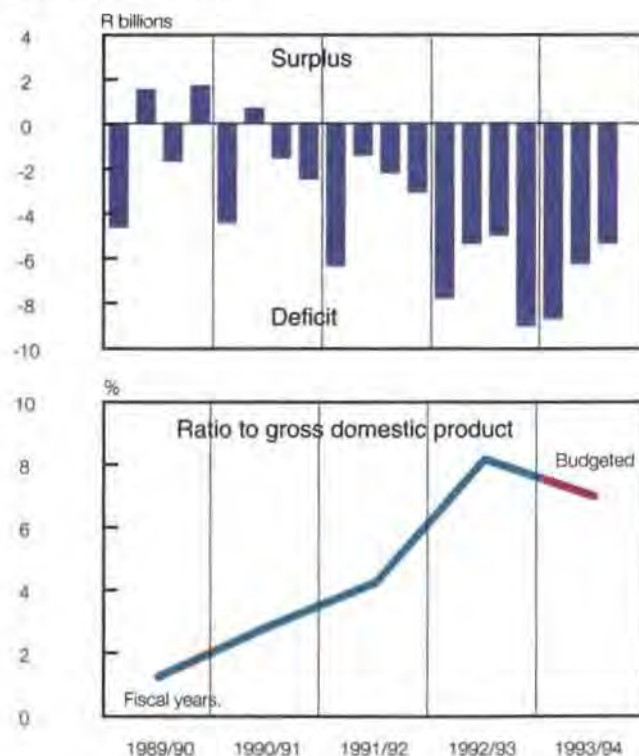 R billions
4
Surplus
2
0
-2
-4
-6
-8
Deficit
-10
%
10
Ratio to gross domestic product
Budgeted
8
6
4
2
Fiscal years.
0
1989/90 1990/91 1991/92 1992/93 1993/94